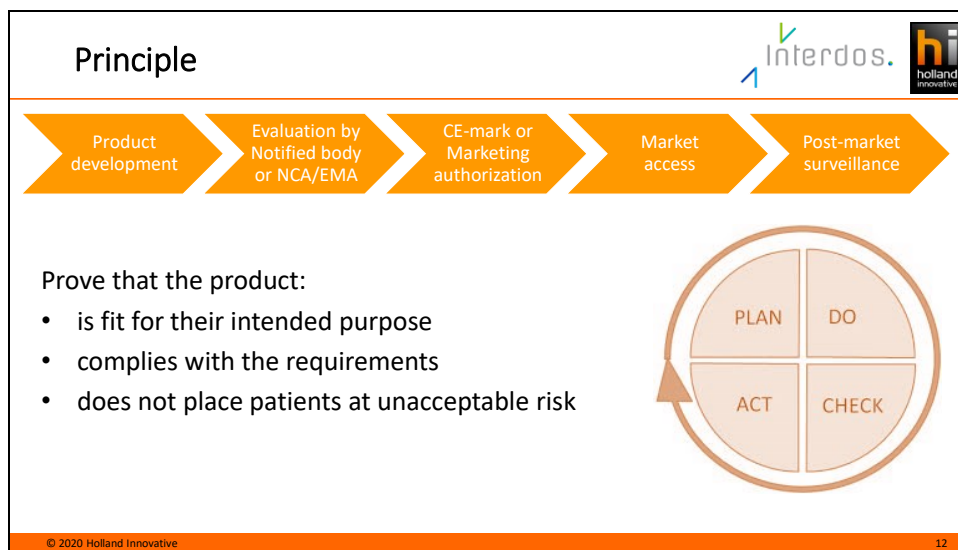 Principle
Interdos.
hi
holland
innovative
Product
development
Evaluation by
Notified body
or NCA/EMA
CE-mark or
Marketing
authorization
Market
access
Post-market
surveillance
Prove that the product:
• is fit for their intended purpose
• complies with the requirements
• does not place patients at unacceptable risk
PLAN
DO
ACT
CHECK
© 2020 Holland Innovative
12